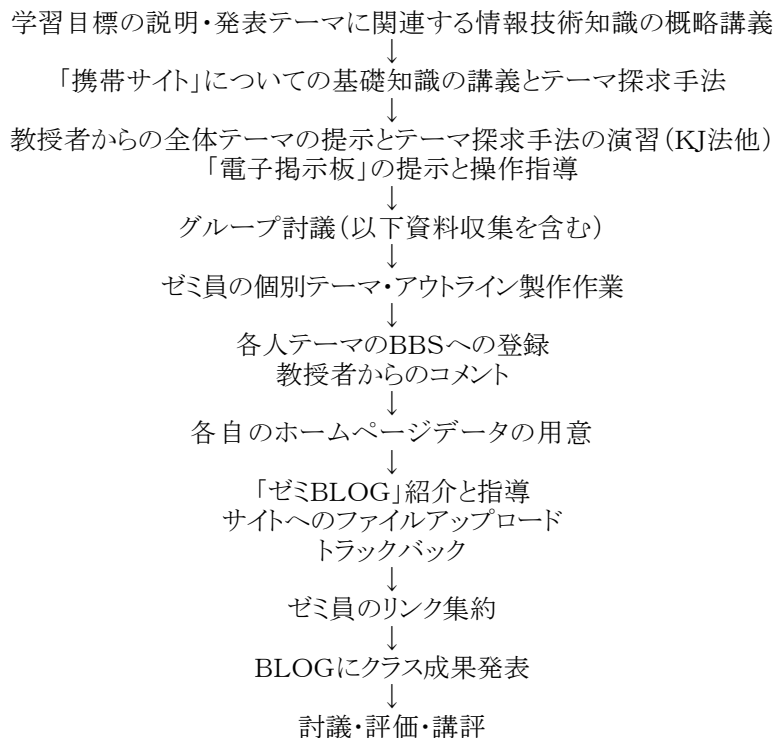 学習目標の説明・発表テーマに関連する情報技術知識の概略講義
↓
「携帯サイト」についての基礎知識の講義とテーマ探求手法
↓
教授者からの全体テーマの提示とテーマ探求手法の演習(KJ法他)
「電子掲示板」の提示と操作指導
↓
グループ討議(以下資料収集を含む)
↓
ゼミ員の個別テーマ・アウトライン製作作業
↓
各人テーマのBBSへの登録
教授者からのコメント
↓
各自のホームページデータの用意
↓
「ゼミBLOG」紹介と指導
サイトへのファイルアップロード
トラックバック
↓
ゼミ員のリンク集約
↓
BLOGにクラス成果発表
↓
討議・評価・講評